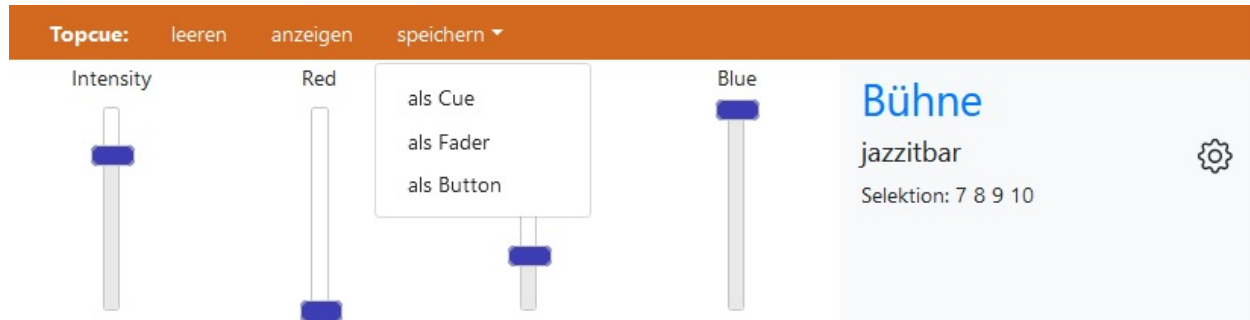 Topcue: leeren anzeigen speichern
Intensity Red Blue
als Cue
als Fader
als Button
Bühne
jazzitbar
Selektion: 7 8 9 10